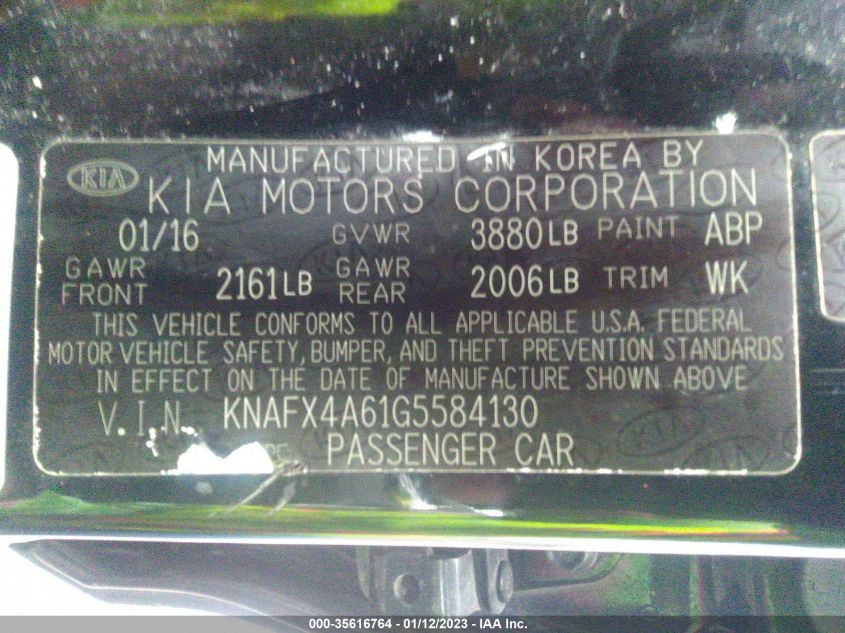 MANUFACTURED IN KOREA BY
KIA KIA MOTORS CORPORATION
01/16 GVWR 3880LB PAINT ABP
GAWR FRONT 2161LB GAWR REAR 2006LB TRIM WK
THIS VEHICLE CONFORMS TO ALL APPLICABLE U.S.A. FEDERAL
MOTOR VEHICLE SAFETY, BUMPER, AND THEFT PREVENTION STANDARDS
IN EFFECT ON THE DATE OF MANUFACTURE SHOWN ABOVE
V.I.N. KNAFX4A61G5584130
PASSENGER CAR
000-35616764 - 01/12/2023 - IAA Inc.